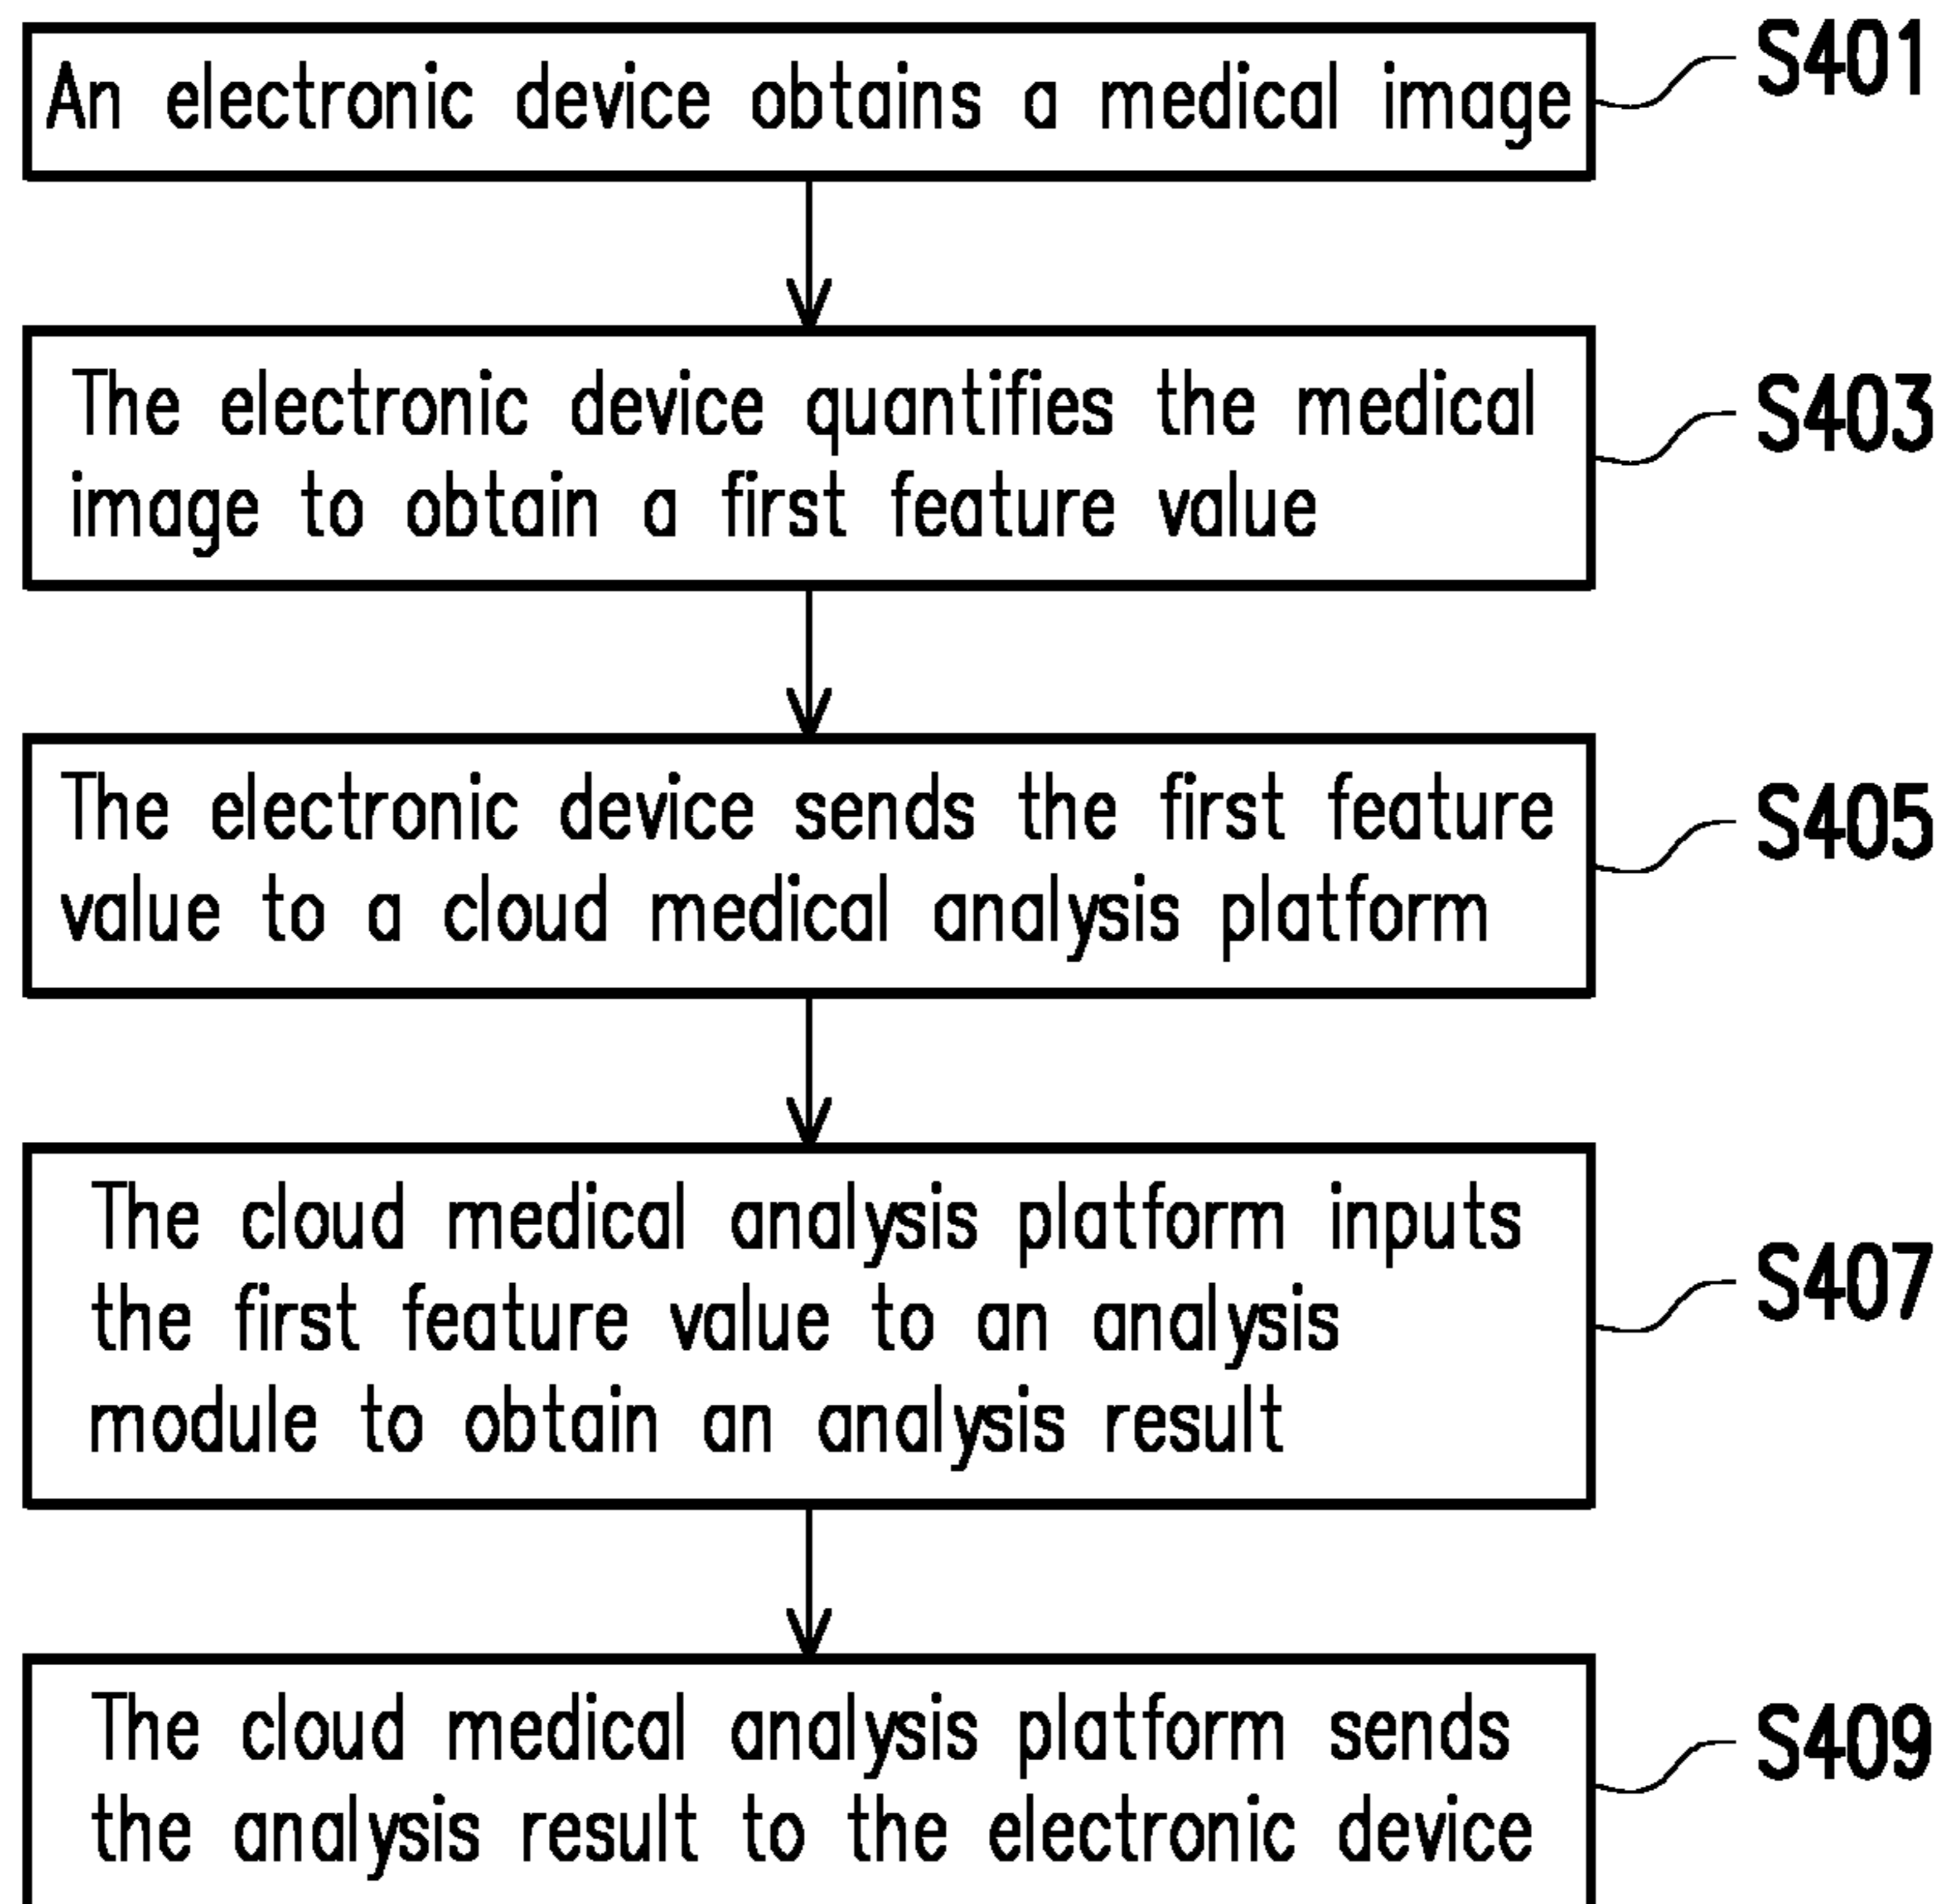 An electronic device obtains a medical image
S401
The electronic device quantifies the medical
image to obtain a first feature value
S403
The electronic device sends the first feature
value to a cloud medical analysis platform
S405
The cloud medical analysis platform inputs
the first feature value to an analysis
module to obtain an analysis result
S407
The cloud medical analysis platform sends
the analysis result to the electronic device
S409